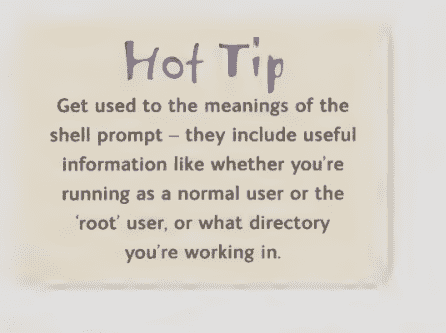 Hot Tip
Get used to the meanings of the
shell prompt – they include useful
information like whether you're
running as a normal user or the
'root' user, or what directory
you're working in.